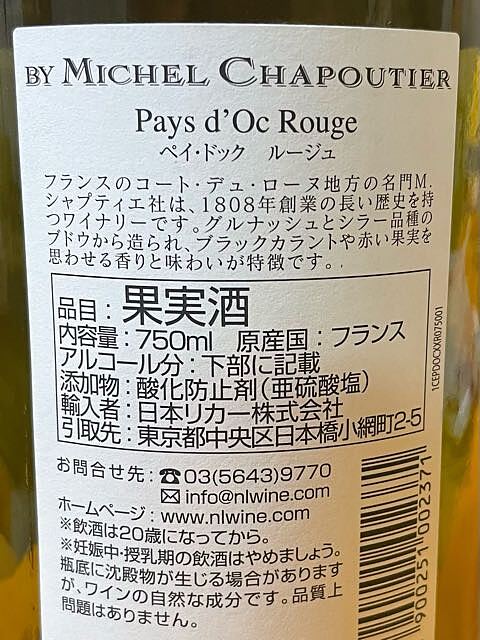 BY MICHEL CHAPOUTIER
Pays d'Oc Rouge
ペイ・ドック　ルージュ
フランスのコート・デュ・ローヌ地方の名門M.
シャプティエ社は、1808年創業の長い歴史を持
つワイナリーです。グルナッシュとシラー品種の
ブドウから造られ、ブラックカラントや赤い果実を
思わせる香りと味わいが特徴です。
品目：果実酒
内容量：750ml　原産国：フランス
アルコール分：下部に記載
添加物：酸化防止剤（亜硫酸塩）
輸入者：日本リカー株式会社
引取先：東京都中央区日本橋小網町2-5
1CEPDOCXXR075001
お問合せ先：☎03(5643)9770
✉info@nlwine.com
ホームページ：www.nlwine.com
※飲酒は20歳になってから。
※妊娠中・授乳期の飲酒はやめましょう。
瓶底に沈殿物が生じる場合があります
が、ワインの自然な成分です。品質上
問題はありません。
900251 002371